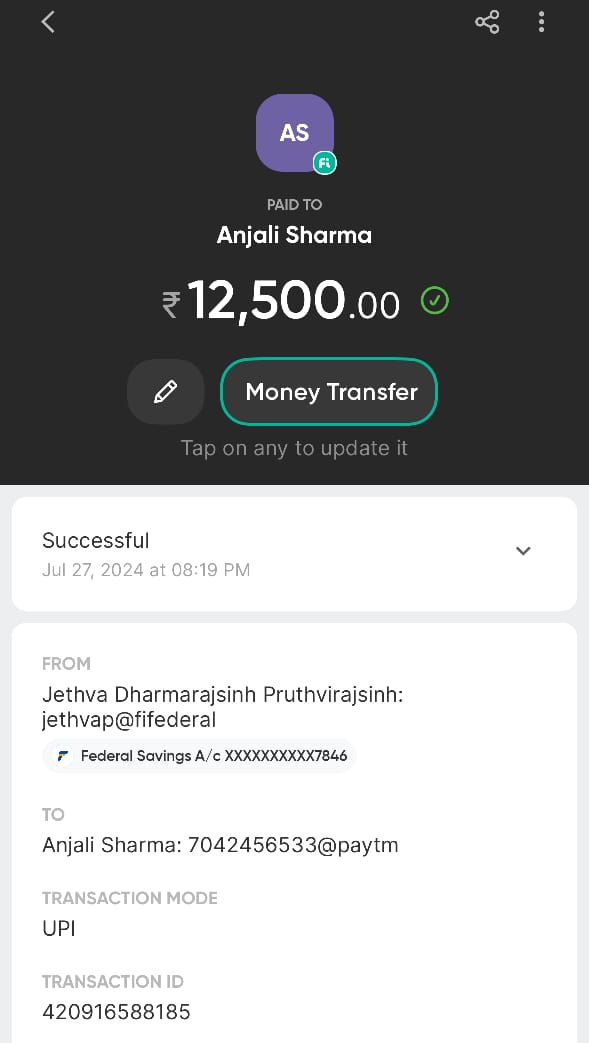 AS
Fi
PAID TO
Anjali Sharma
₹12,500.00
Money Transfer
Tap on any to update it
Successful
Jul 27, 2024 at 08:19 PM
FROM
Jethva Dharmarajsinh Pruthvirajsinh:
jethvap@fifederal
Federal Savings A/c XXXXXXXXXX7846
TO
Anjali Sharma: 7042456533@paytm
TRANSACTION MODE
UPI
TRANSACTION ID
420916588185